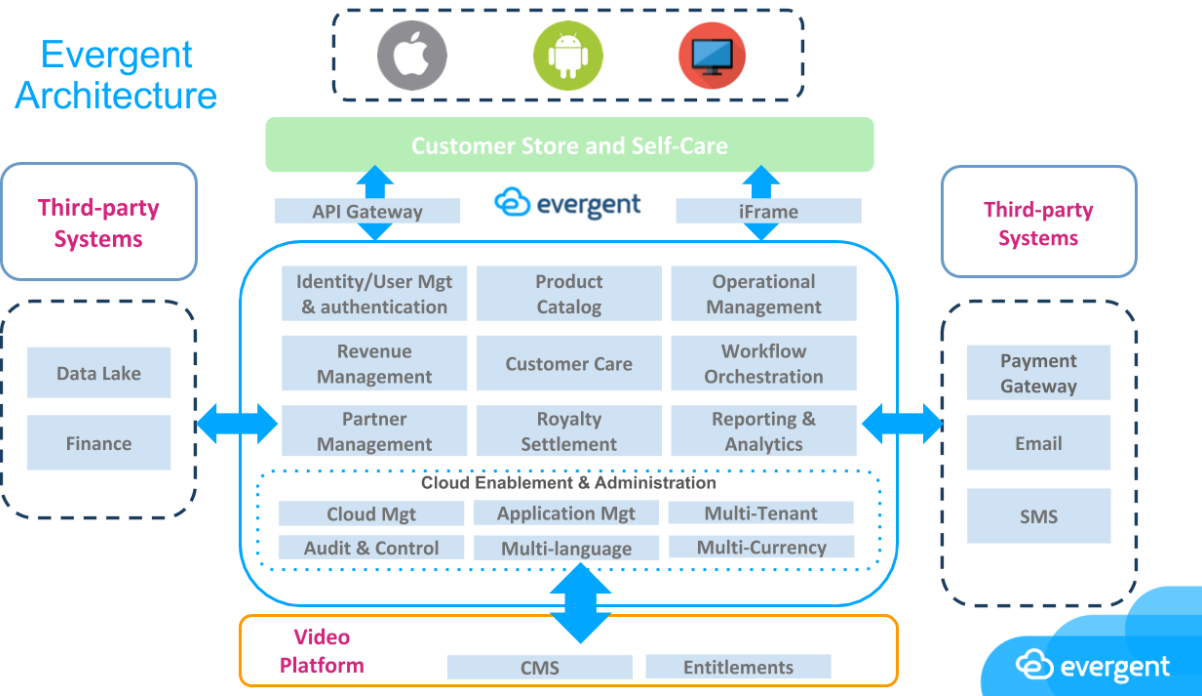 Evergent
Architecture
Customer Store and Self-Care
Third-party
Systems
API Gateway
evergent
iFrame
Third-party
Systems
Identity/User Mgt
& authentication
Product
Catalog
Operational
Management
Revenue
Management
Customer Care
Workflow
Orchestration
Partner
Management
Royalty
Settlement
Reporting &
Analytics
Data Lake
Finance
Payment
Gateway
Email
SMS
Cloud Enablement & Administration
Cloud Mgt
Application Mgt
Multi-Tenant
Audit & Control
Multi-language
Multi-Currency
Video
Platform
CMS
Entitlements
evergent